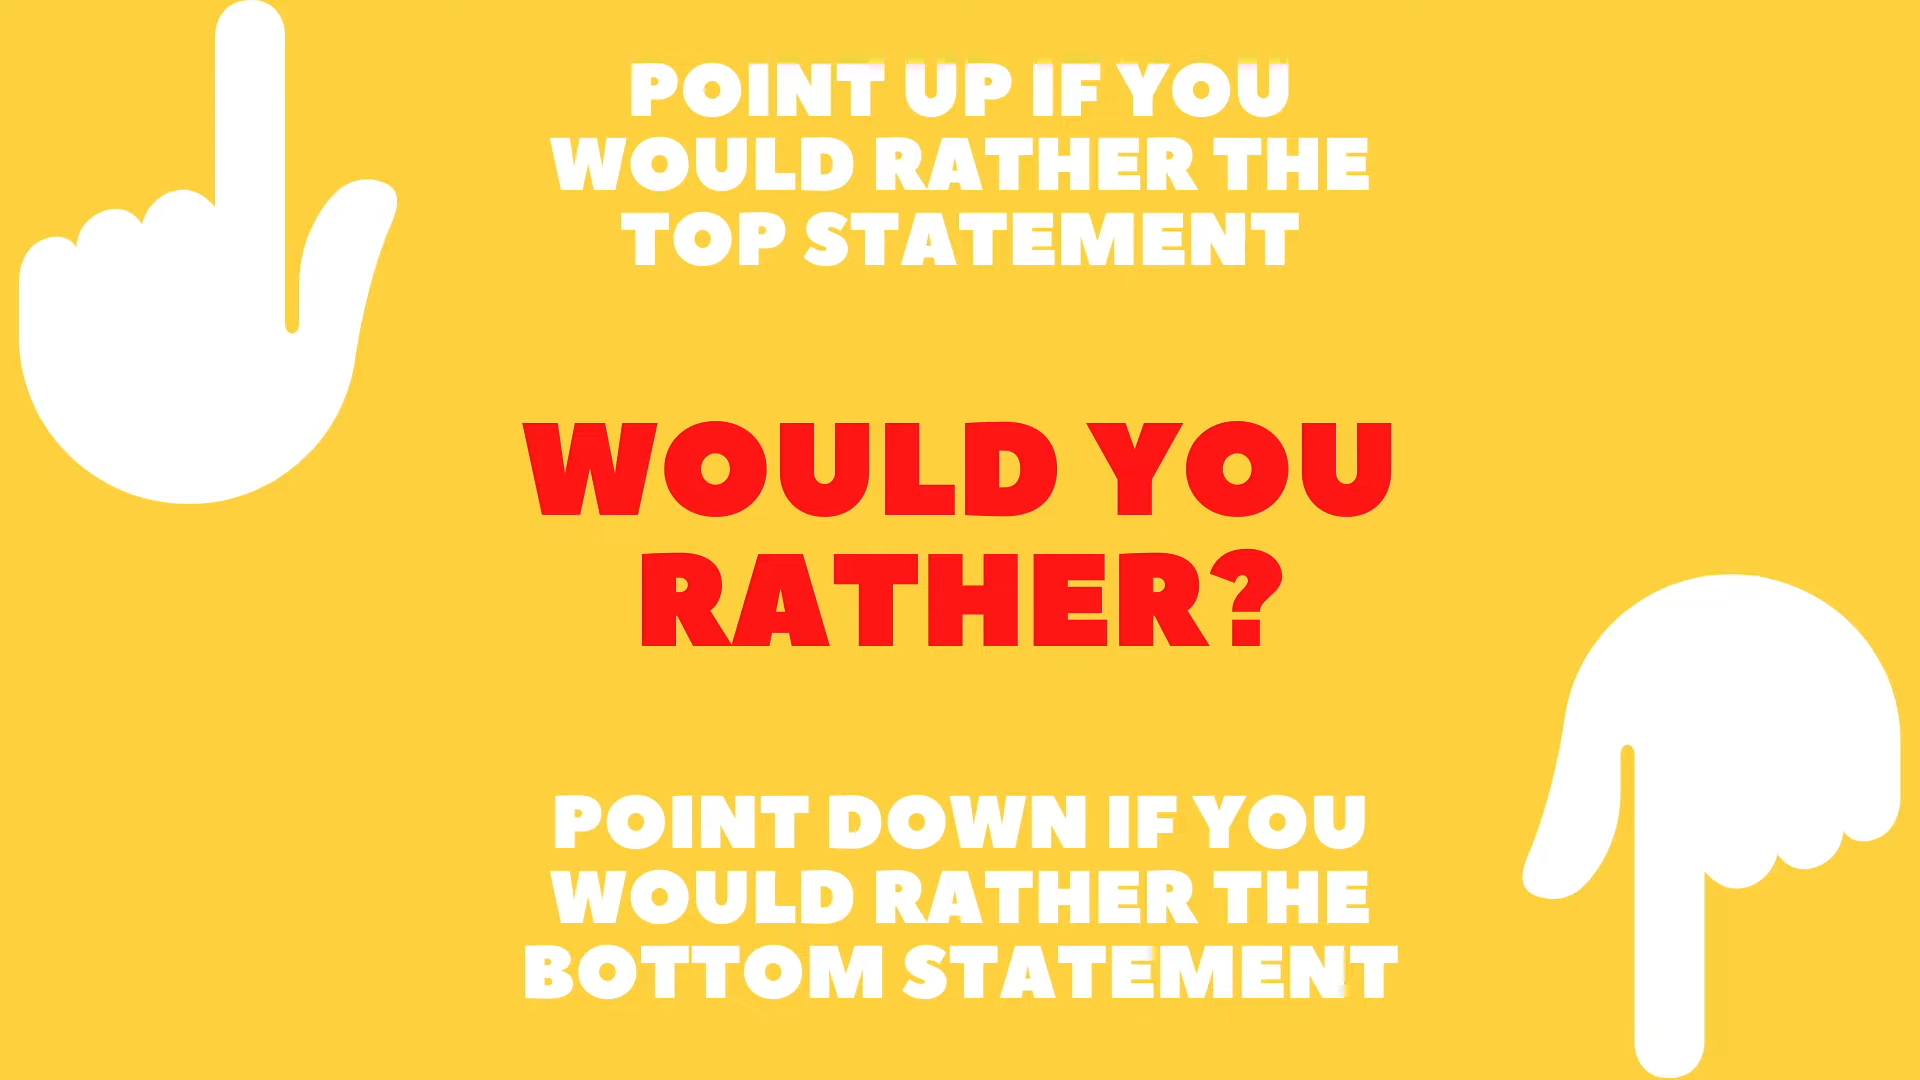 POINT UP IF YOU
WOULD RATHER THE
TOP STATEMENT
WOULD YOU
RATHER?
POINT DOWN IF YOU
WOULD RATHER THE
BOTTOM STATEMENT